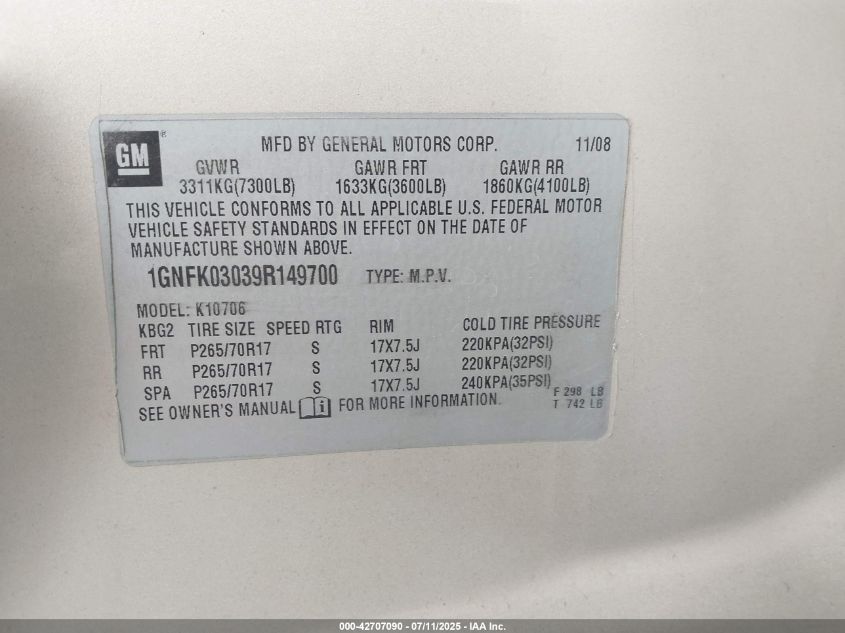 GM ®
MFD BY GENERAL MOTORS CORP. 11/08
GVWR GAWR FRT GAWR RR
3311KG(7300LB) 1633KG(3600LB) 1860KG(4100LB)
THIS VEHICLE CONFORMS TO ALL APPLICABLE U.S. FEDERAL MOTOR
VEHICLE SAFETY STANDARDS IN EFFECT ON THE DATE OF
MANUFACTURE SHOWN ABOVE.
1GNFK03039R149700 TYPE: M.P.V.
MODEL: K10706
KBG2 TIRE SIZE SPEED RTG RIM COLD TIRE PRESSURE
FRT P265/70R17 S 17X7.5J 220KPA(32PSI)
RR P265/70R17 S 17X7.5J 220KPA(32PSI)
SPA P265/70R17 S 17X7.5J 240KPA(35PSI)
SEE OWNER'S MANUAL i FOR MORE INFORMATION.
F 298 LB
T 742 LB
000-42707090 - 07/11/2025 - IAA Inc.